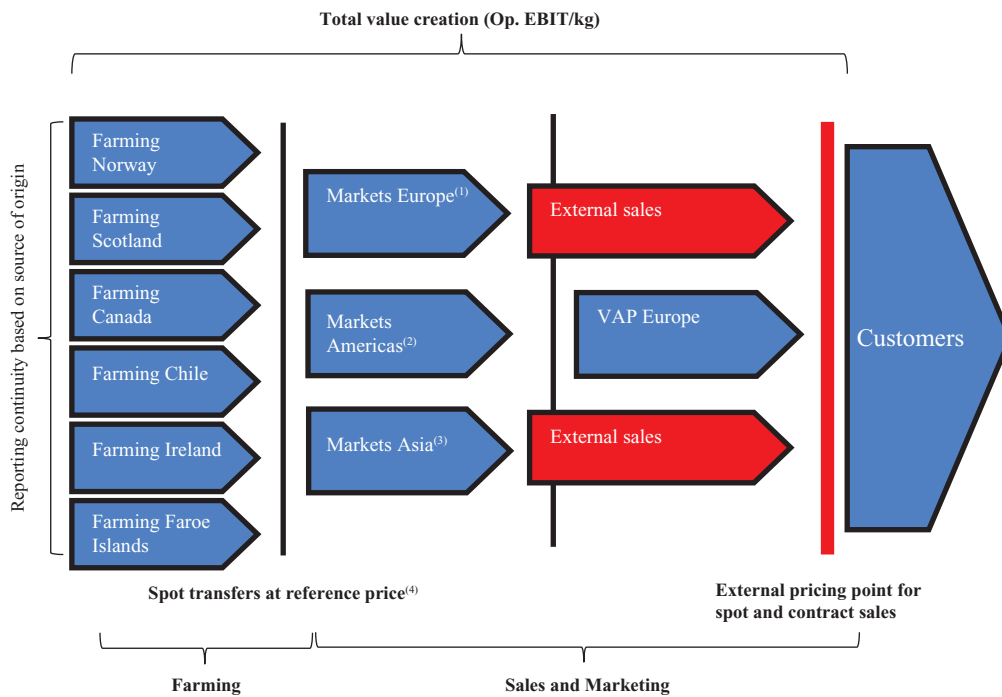 Total value creation (Op. EBIT/kg)
Reporting continuity based on source of origin
Farming
Norway
Farming
Scotland
Farming
Canada
Farming Chile
Farming Ireland
Farming Faroe
Islands
Markets Europe(1)
Markets
Americas(2)
Markets Asia(3)
External sales
VAP Europe
External sales
Customers
Spot transfers at reference price(4)
External pricing point for
spot and contract sales
Farming
Sales and Marketing